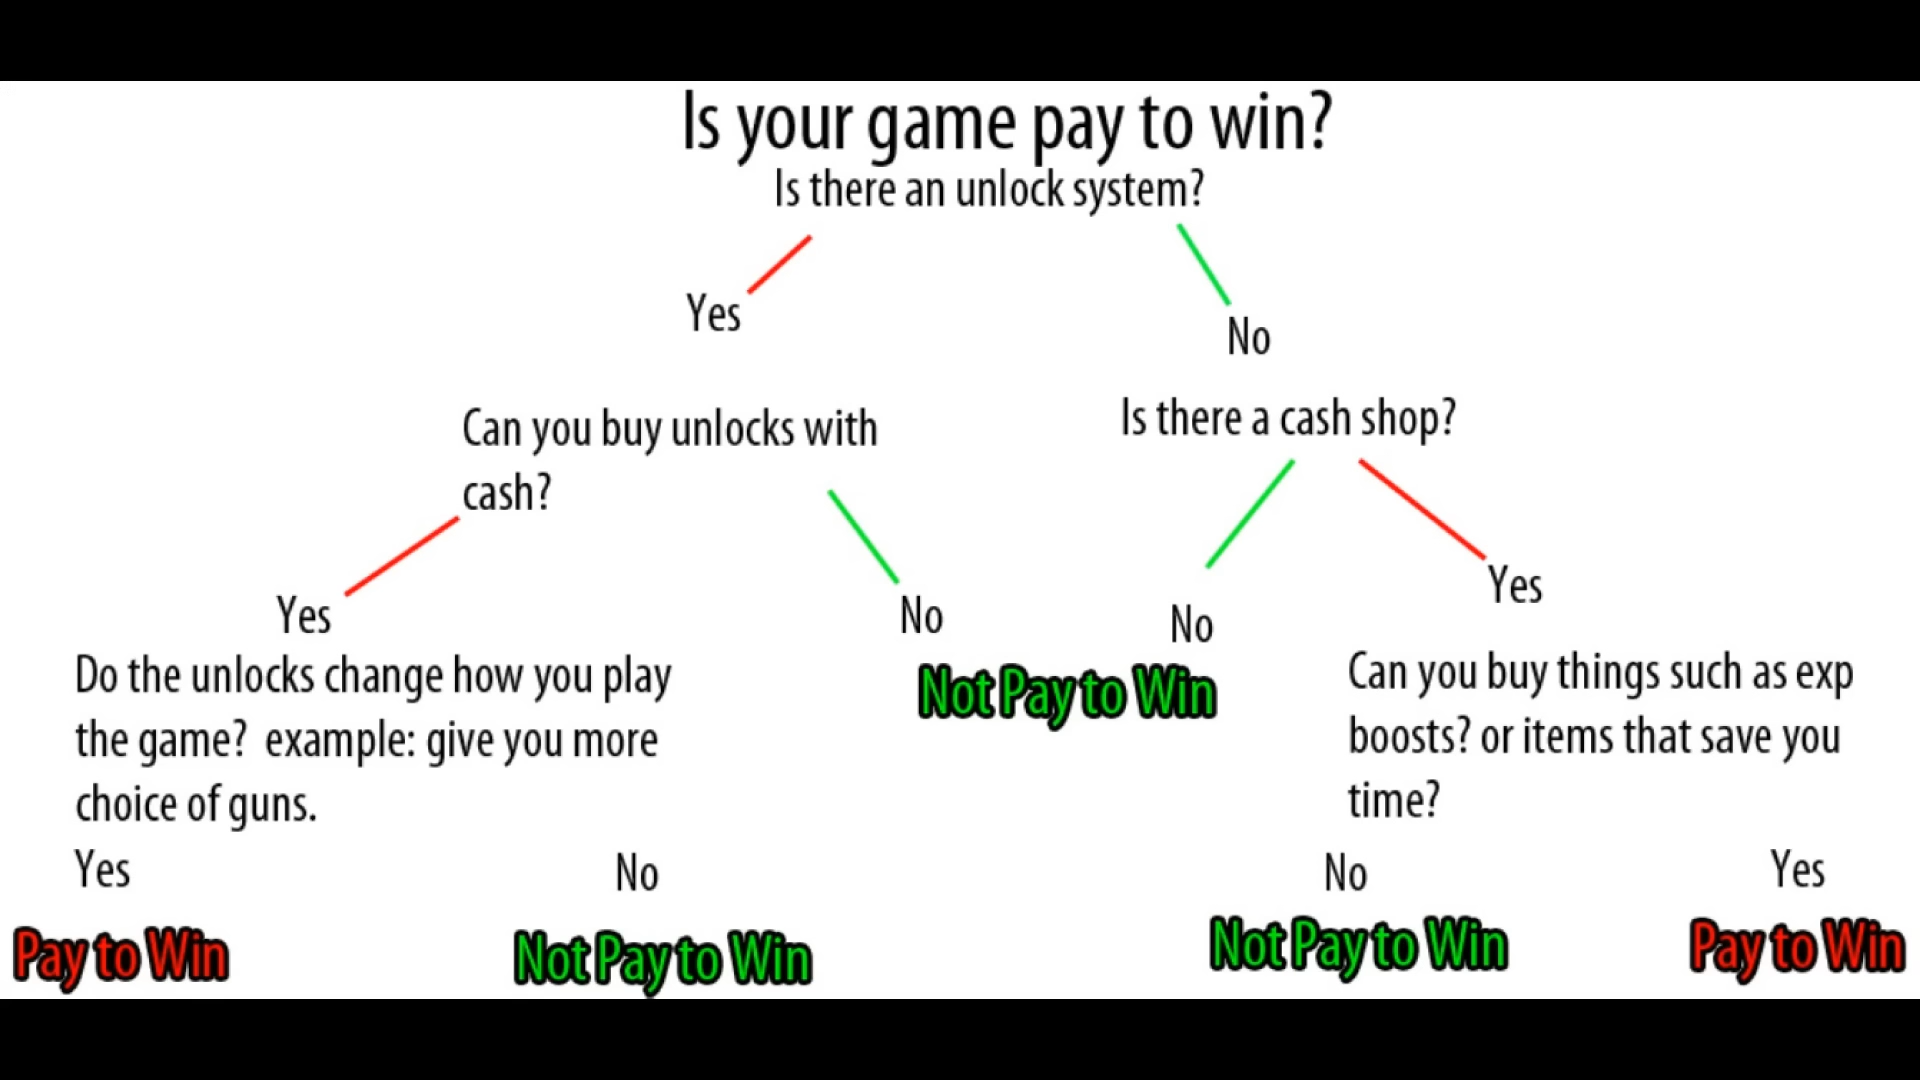 Is your game pay to win?
Is there an unlock system?
Yes
No
Can you buy unlocks with
cash?
Is there a cash shop?
Yes
No
No
Yes
Do the unlocks change how you play
the game?  example: give you more
choice of guns.
Not Pay to Win
Can you buy things such as exp
boosts? or items that save you
time?
Yes
No
No
Yes
Pay to Win
Not Pay to Win
Not Pay to Win
Pay to Win